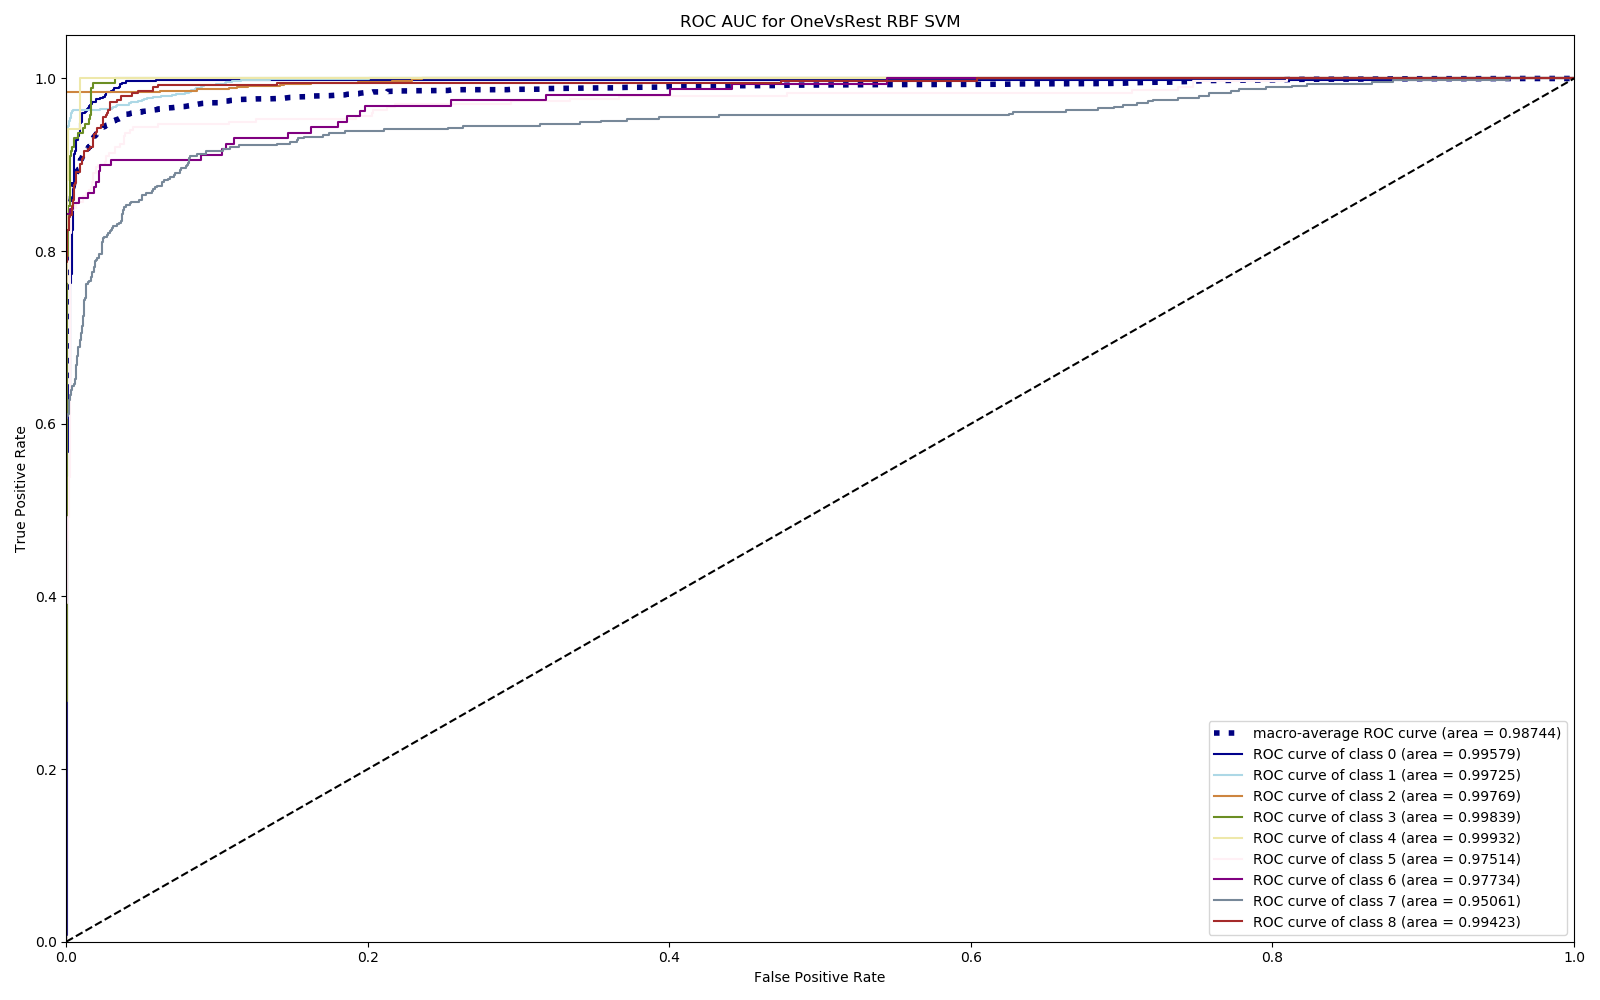 ROC AUC for OneVsRest RBF SVM
1.0
0.8
0.6
0.4
0.2
0.0
True Positive Rate
0.0 0.2 0.4 0.6 0.8 1.0
False Positive Rate
macro-average ROC curve (area = 0.98744)
ROC curve of class 0 (area = 0.99579)
ROC curve of class 1 (area = 0.99725)
ROC curve of class 2 (area = 0.99769)
ROC curve of class 3 (area = 0.99839)
ROC curve of class 4 (area = 0.99932)
ROC curve of class 5 (area = 0.97514)
ROC curve of class 6 (area = 0.97734)
ROC curve of class 7 (area = 0.95061)
ROC curve of class 8 (area = 0.99423)